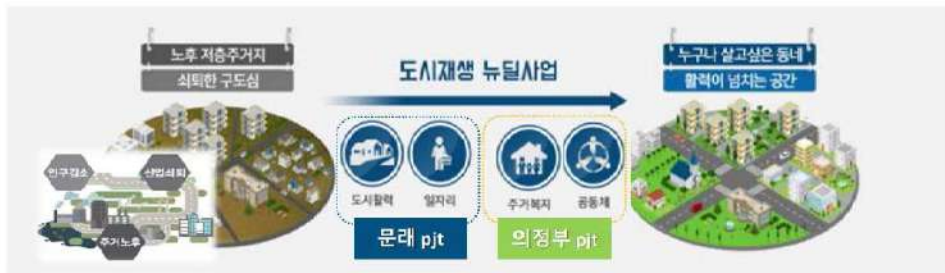 노후 저층주거지
쇠퇴한 구도심
인구감소
산업쇠퇴
주거노후
도시재생 뉴딜사업
도시활력
일자리
주거복지
공동체
문래 pjt
의정부 pjt
누구나 살고싶은 동네
활력이 넘치는 공간